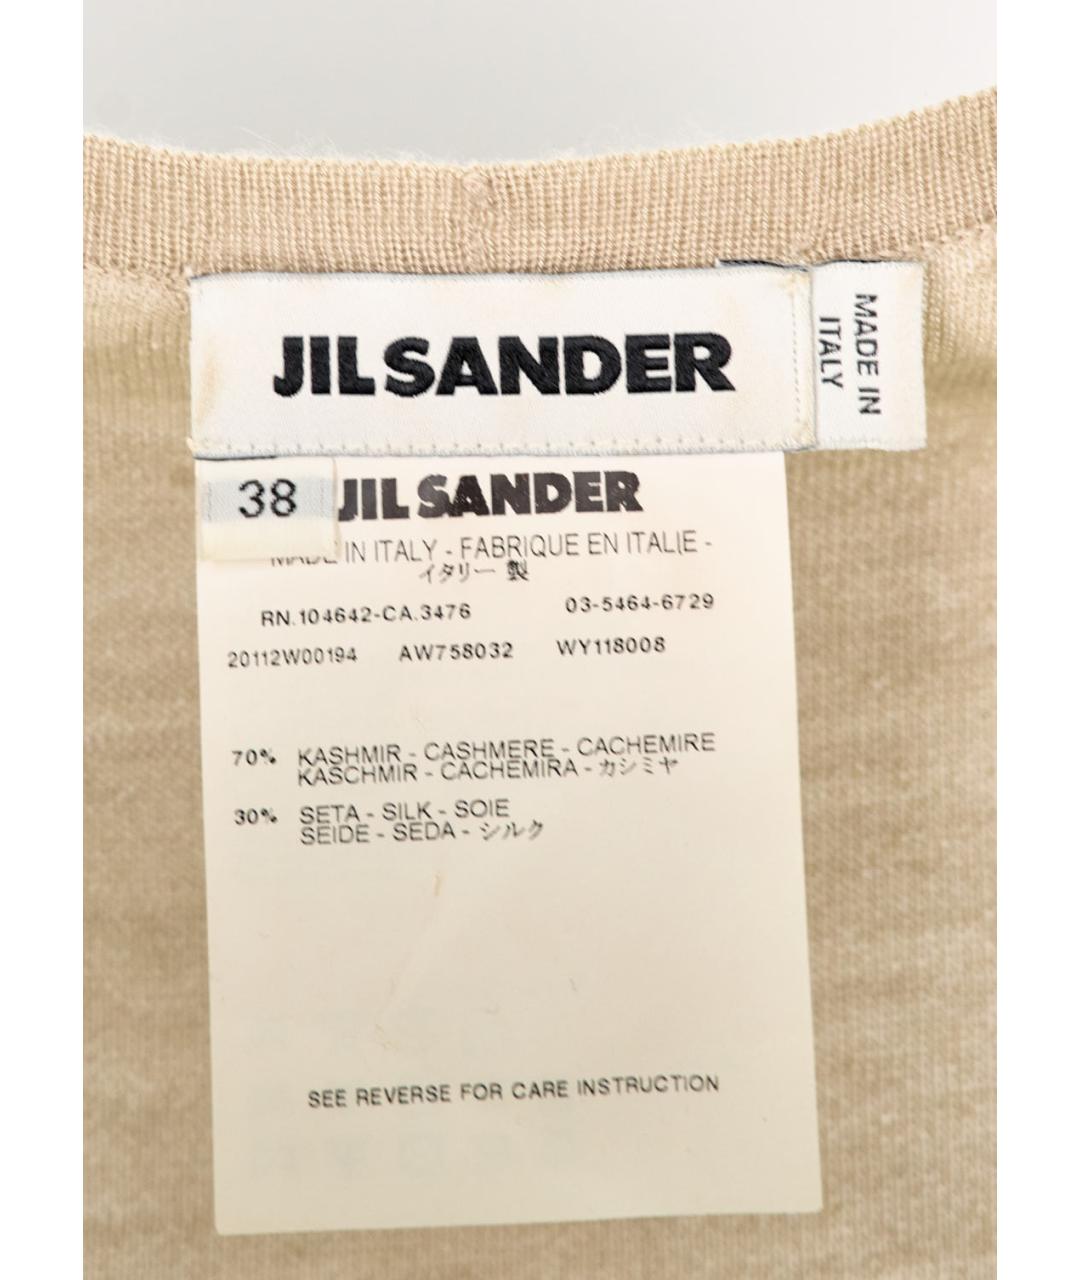 JIL SANDER
MADE IN
ITALY
38
JIL SANDER
MADE IN ITALY - FABRIQUE EN ITALIE -
イタリー 製
RN.104642-CA.3476 03-5464-6729
20112W00194 AW758032 WY118008
70% KASHMIR - CASHMERE - CACHEMIRE
KASCHMIR - CACHEMIRA - カシミヤ
30% SETA - SILK - SOIE
SEIDE - SEDA - シルク
SEE REVERSE FOR CARE INSTRUCTION